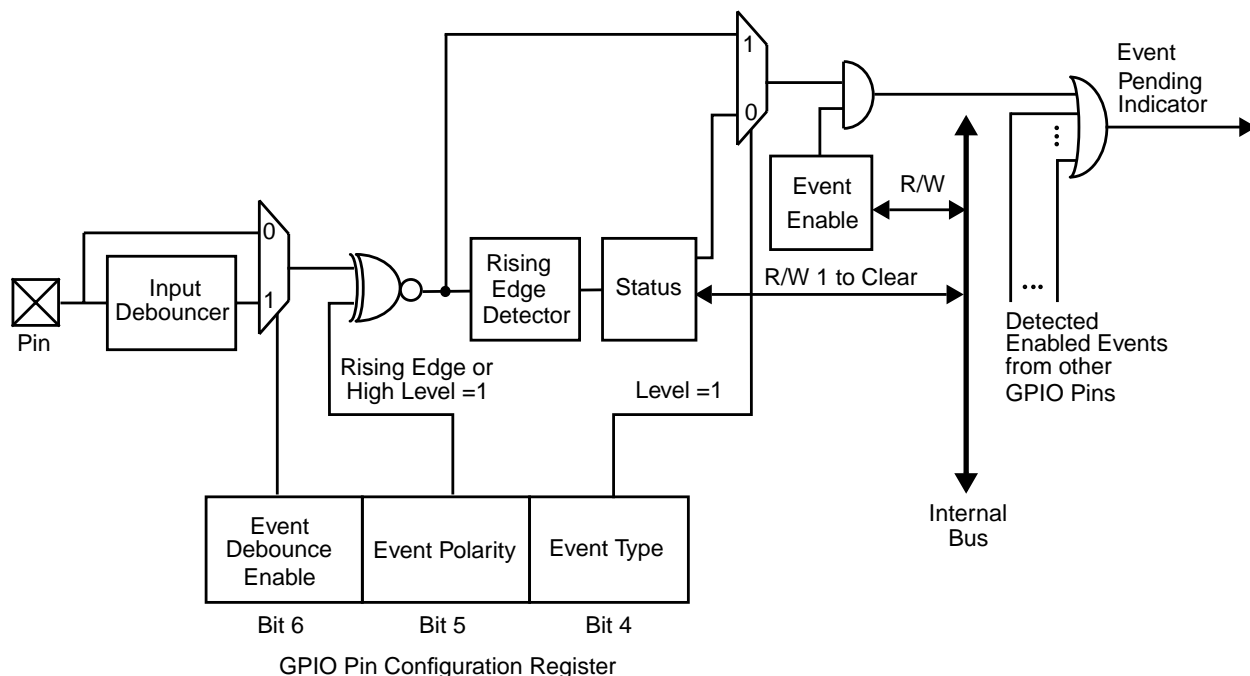 Event
Pending
Indicator
1
0
Event
Enable
R/W
0
1
Input
Debouncer
Pin
Rising
Edge
Detector
Status
R/W 1 to Clear
...
...
Detected
Enabled Events
from other
GPIO Pins
Rising Edge or
High Level =1
Level =1
Internal
Bus
Event
Debounce
Enable
Event Polarity
Event Type
Bit 6
Bit 5
Bit 4
GPIO Pin Configuration Register